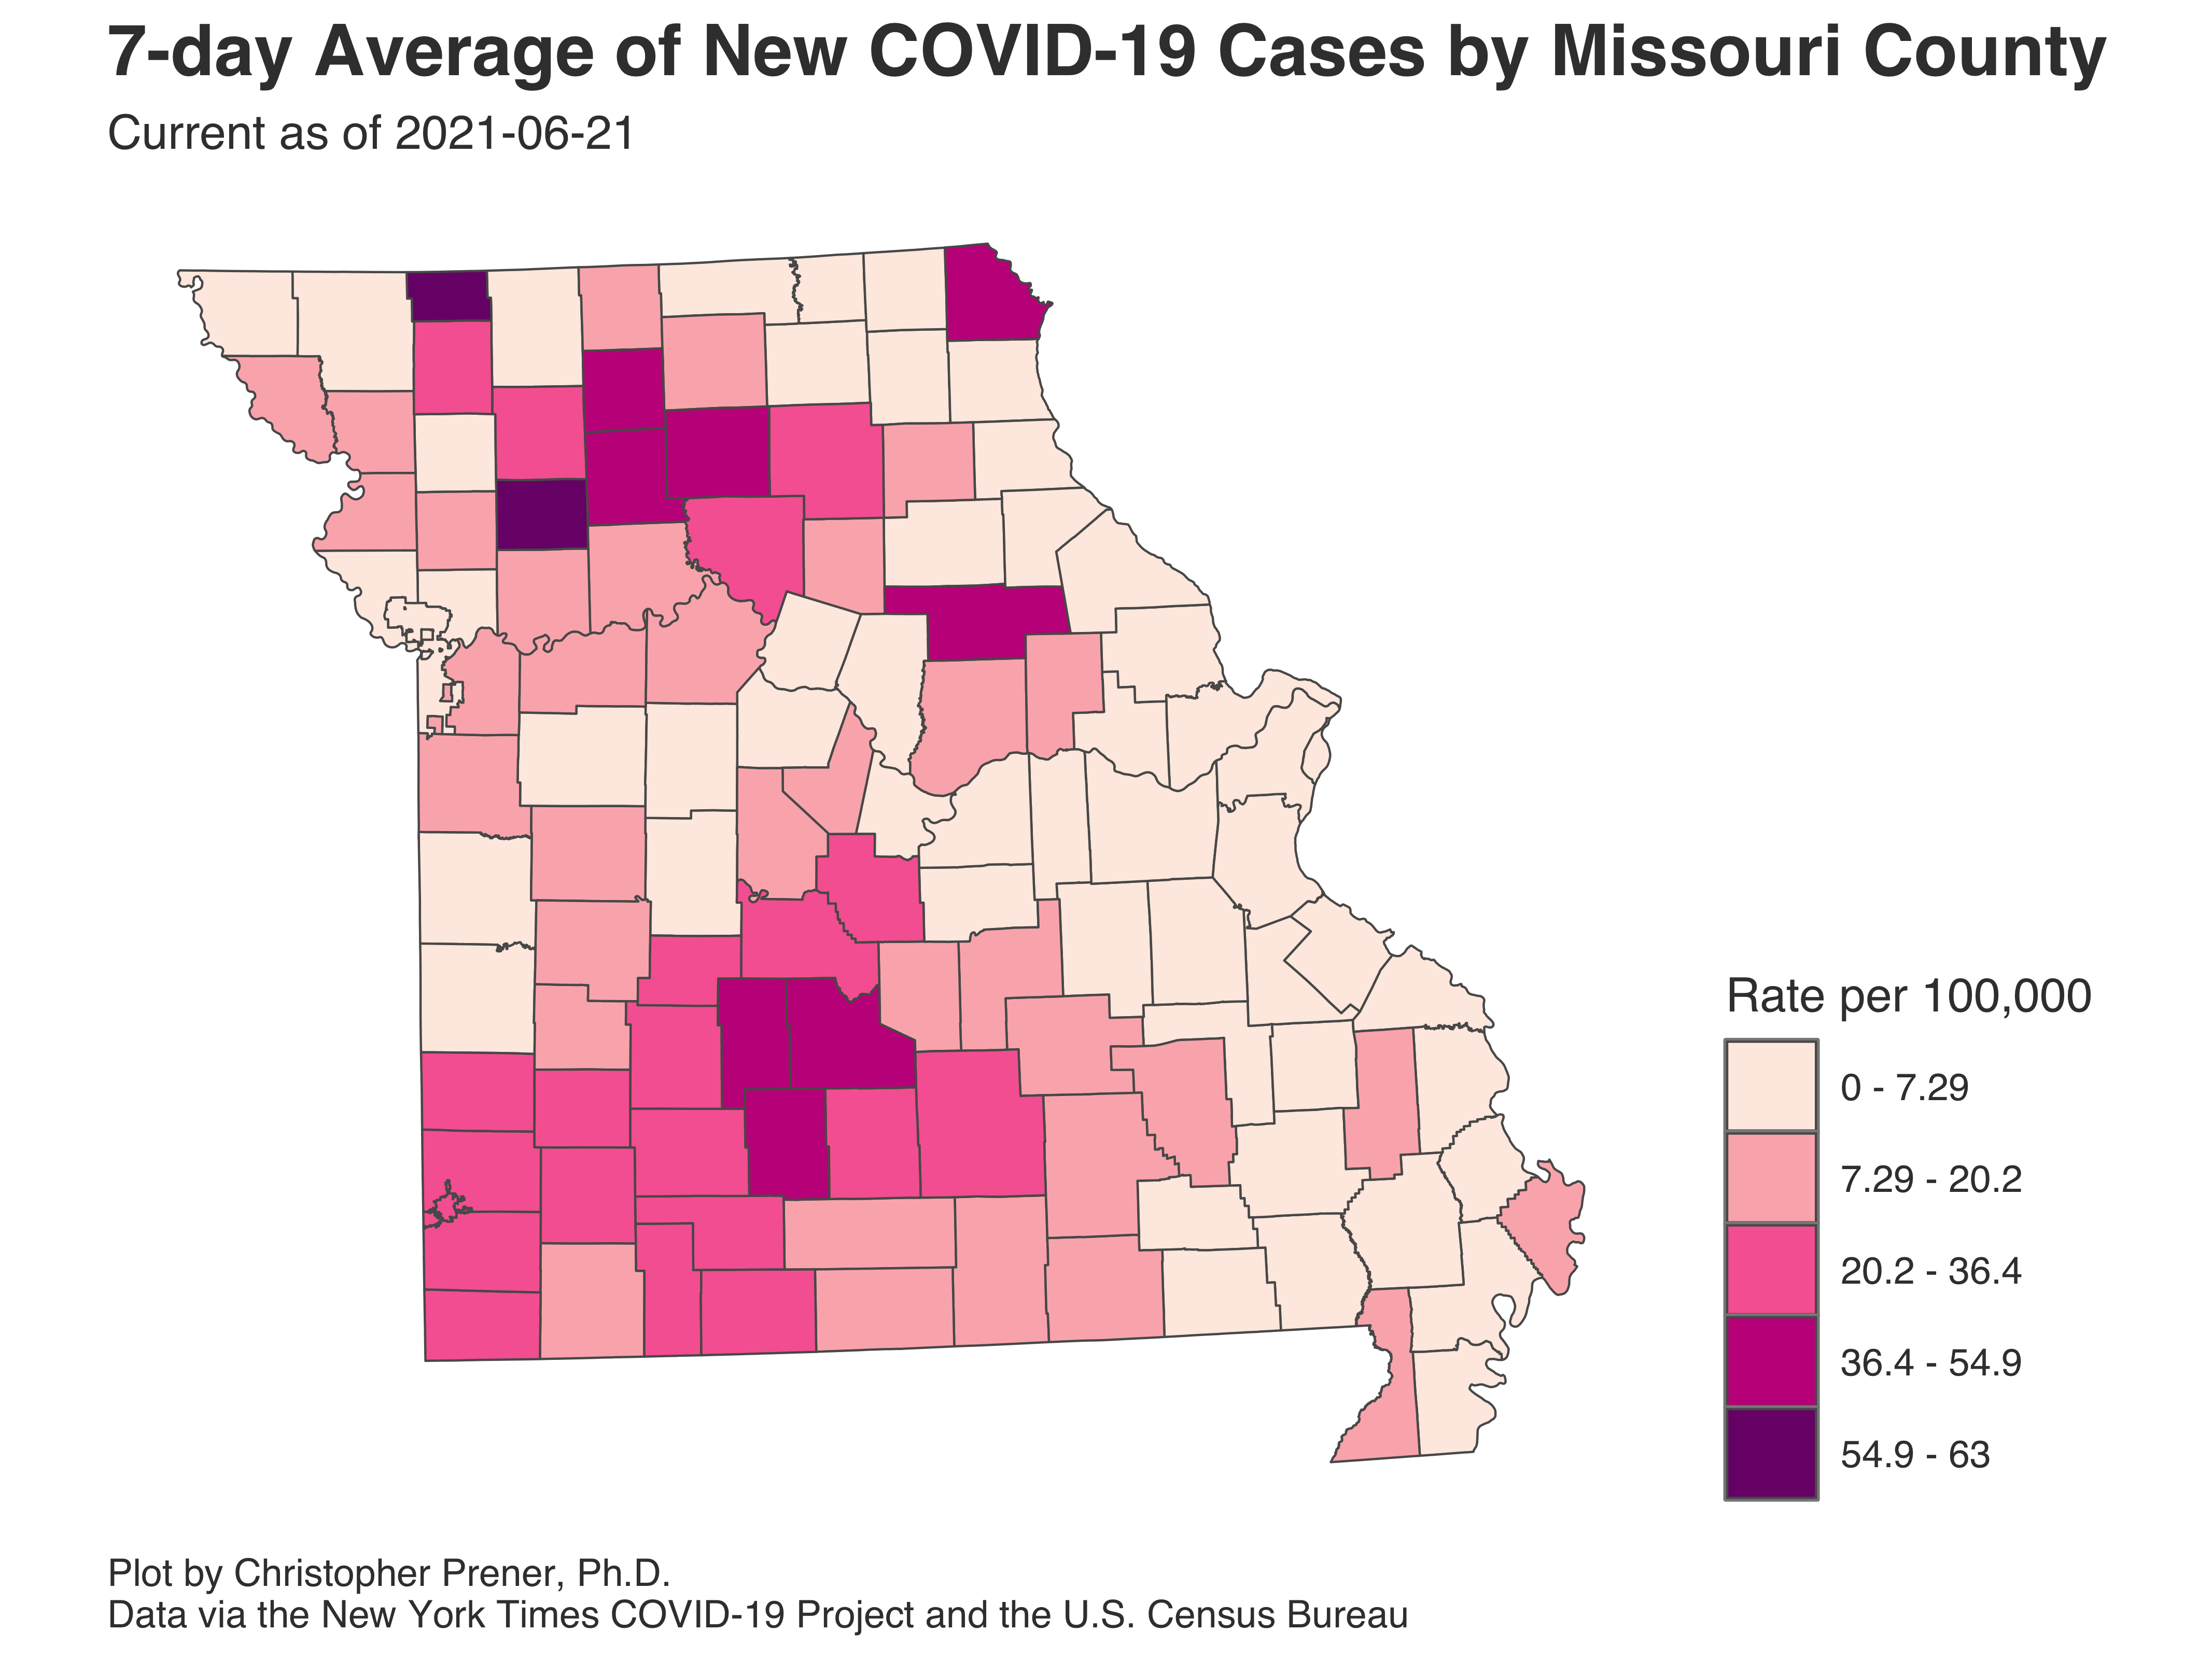 7-day Average of New COVID-19 Cases by Missouri County
Current as of 2021-06-21
Rate per 100,000
0 - 7.29
7.29 - 20.2
20.2 - 36.4
36.4 - 54.9
54.9 - 63
Plot by Christopher Prener, Ph.D.
Data via the New York Times COVID-19 Project and the U.S. Census Bureau